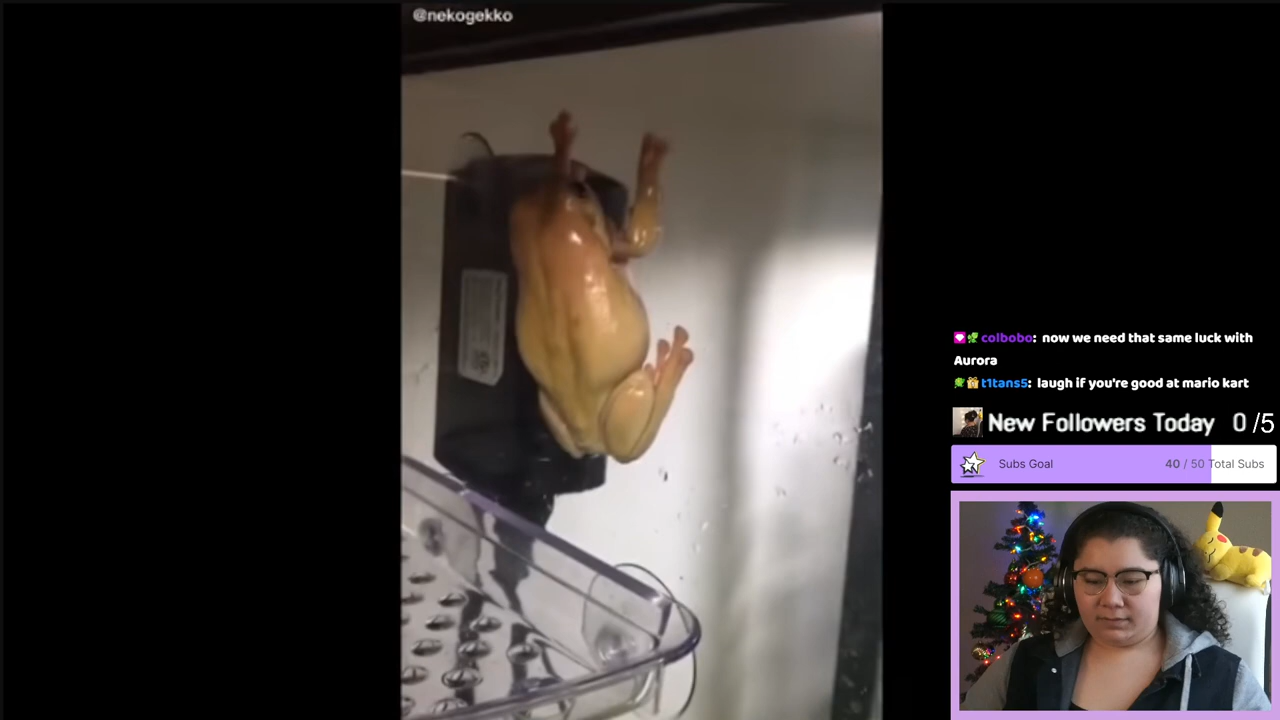 @nekogekko
colbobo: now we need that same luck with
Aurora
t1tans5: laugh if you're good at mario kart
New Followers Today 0 /5
Subs Goal 40 / 50 Total Subs